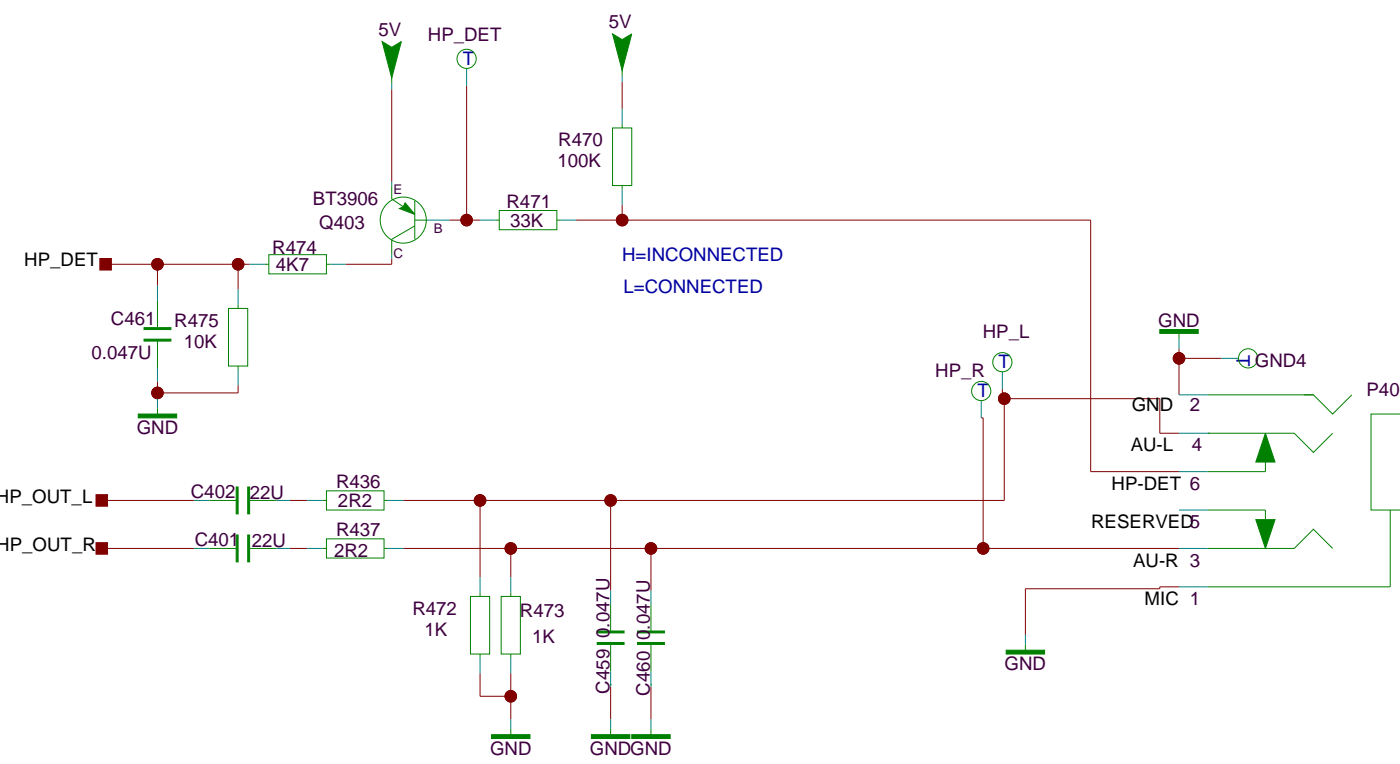 5V
HP_DET
5V
R470
100K
E
BT3906
Q403
B
C
R471
33K
H=INCONNECTED
L=CONNECTED
HP_DET
R474
4K7
C461
0.047U
R475
10K
GND
HP_L
HP_R
GND
GND4
P40
GND 2
AU-L 4
HP-DET 6
RESERVED 5
AU-R 3
MIC 1
GND
HP_OUT_L
C402 22U
R436
2R2
HP_OUT_R
C401 22U
R437
2R2
R472
1K
R473
1K
C459 0.047U
C460 0.047U
GND
GND
GND
T
T
T
T